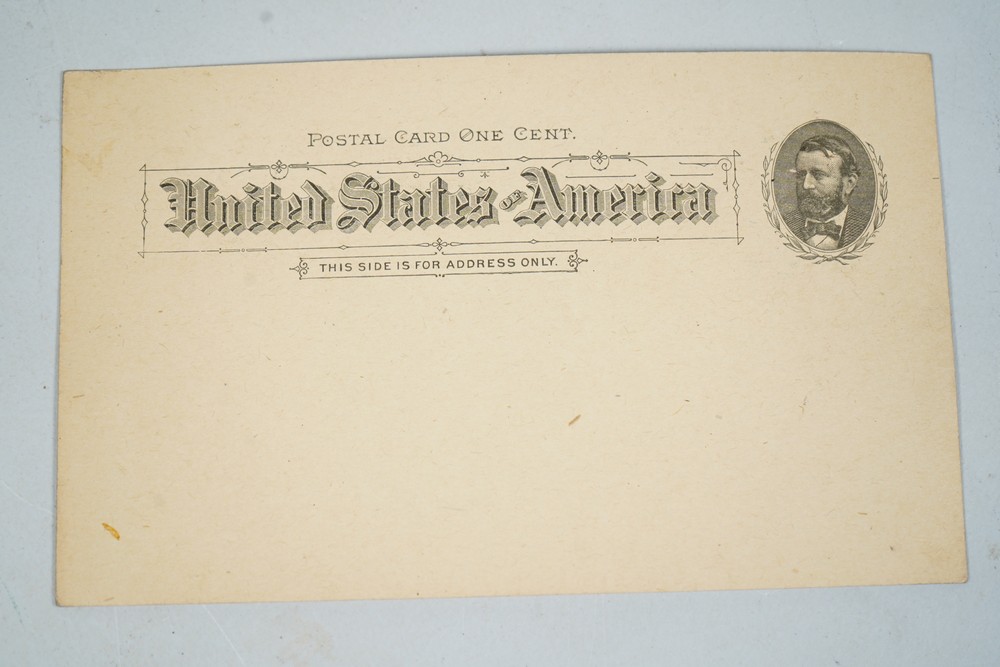 POSTAL CARD ONE CENT.
United States OF America
THIS SIDE IS FOR ADDRESS ONLY.